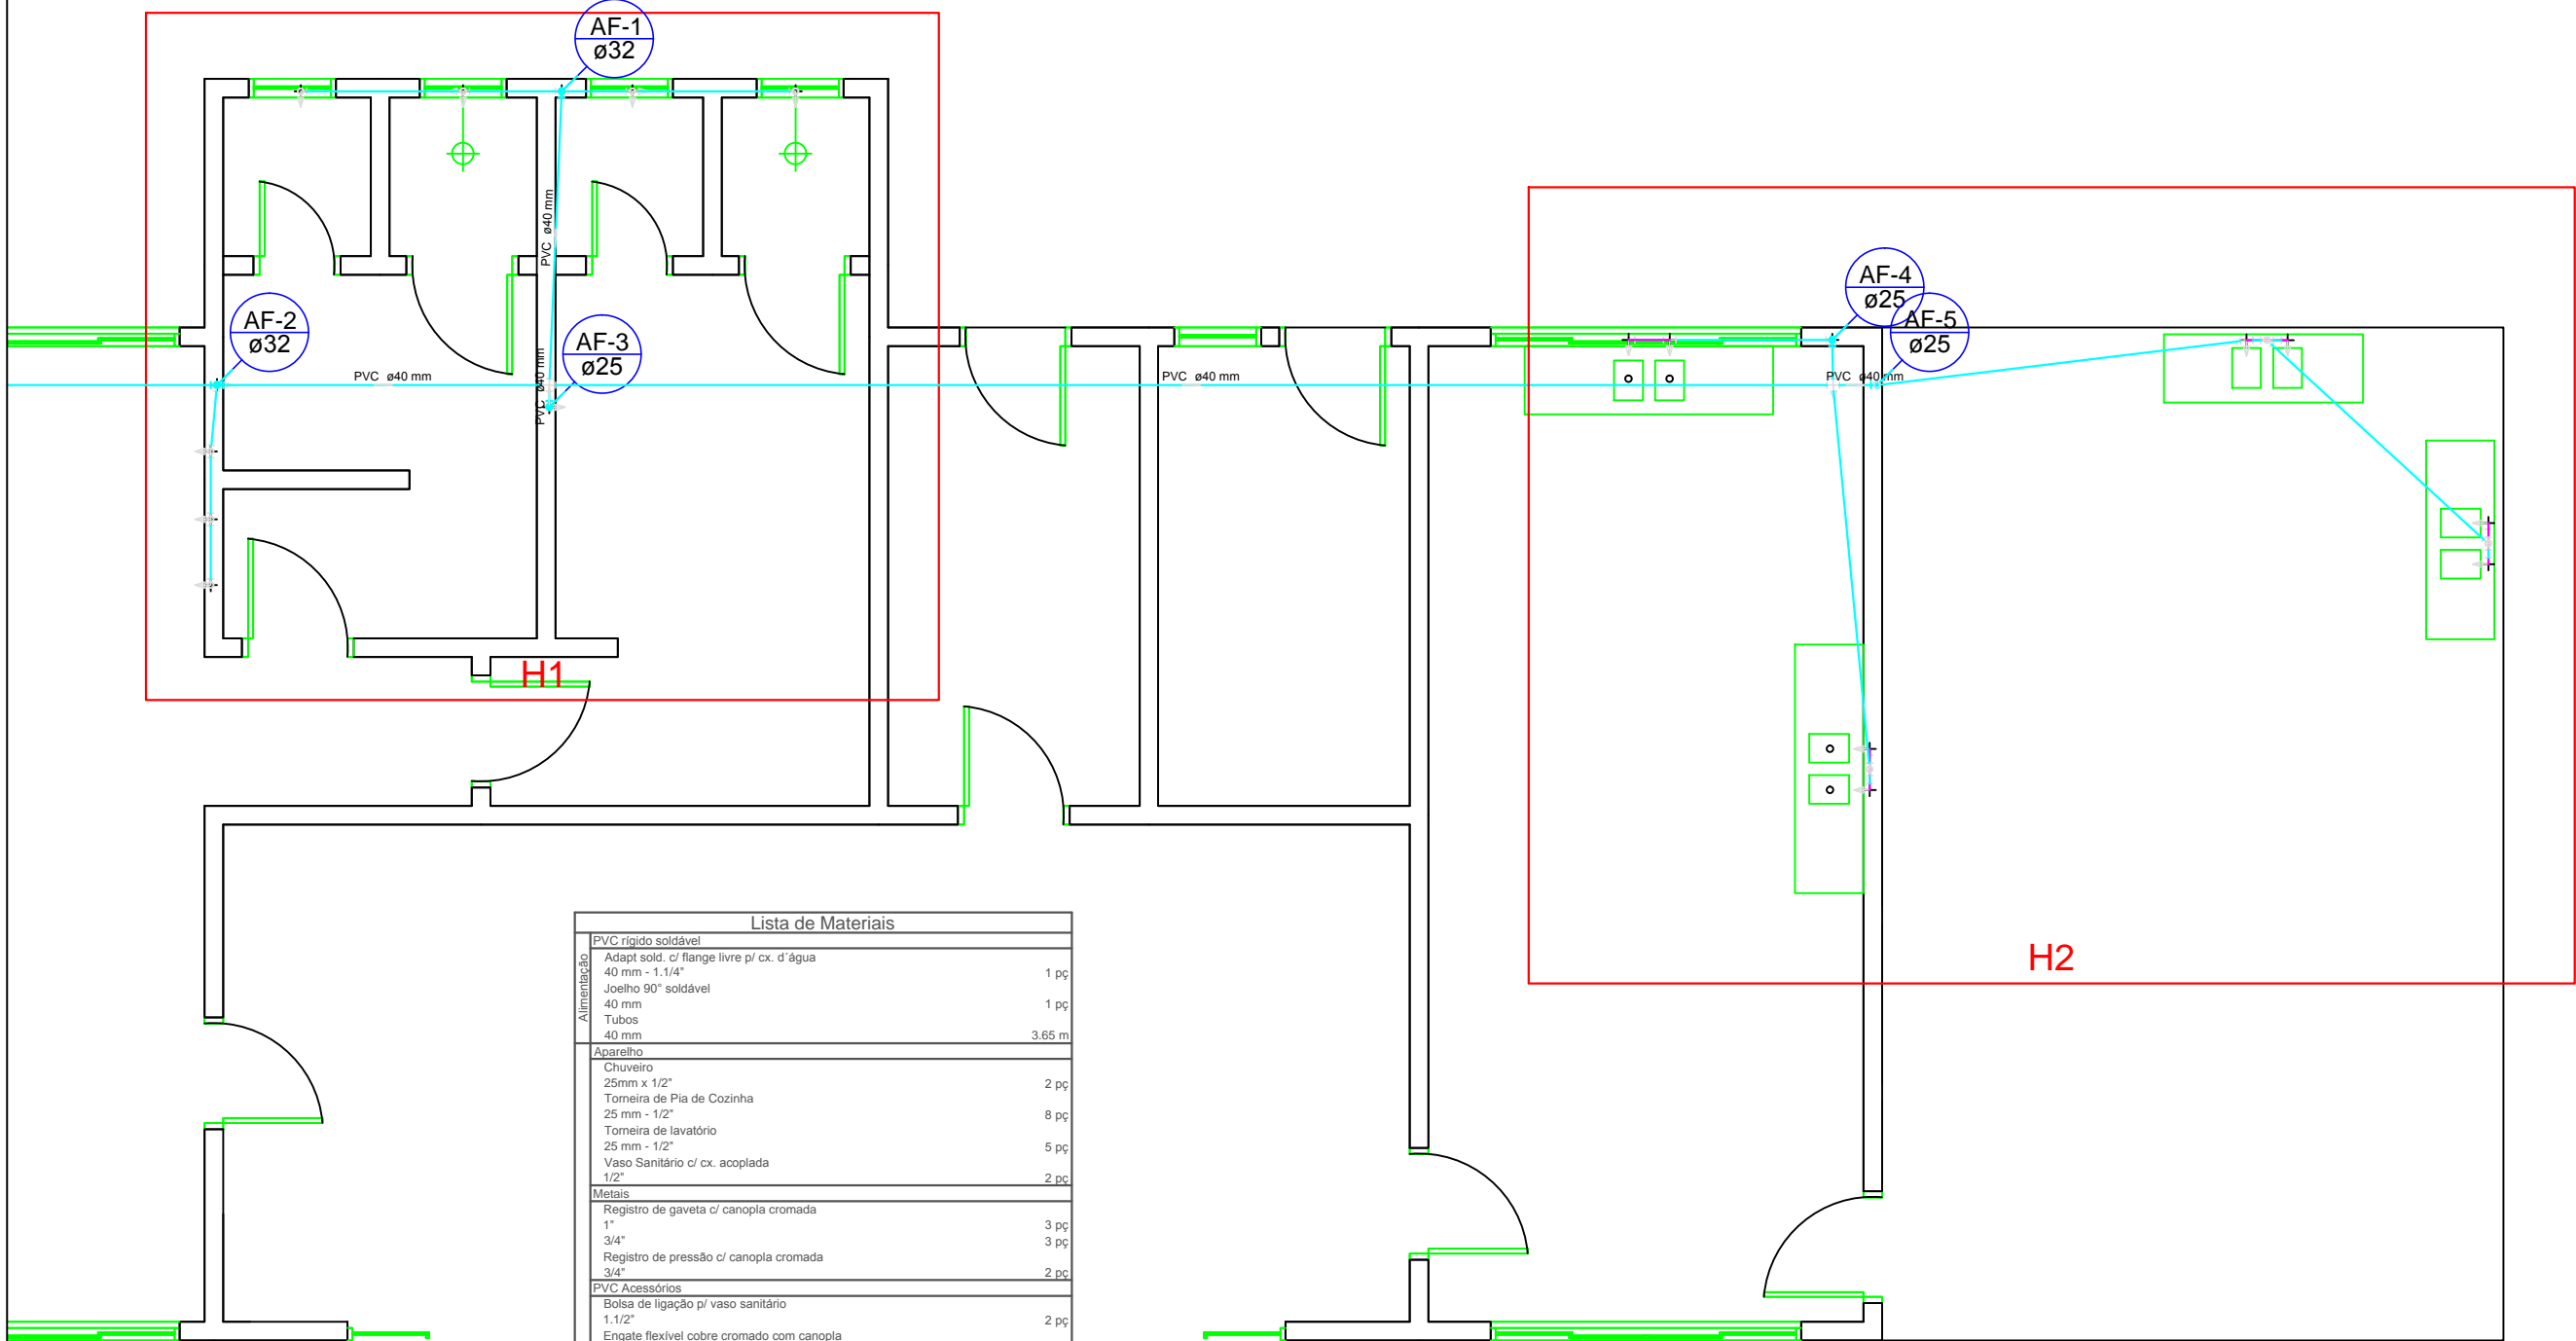 AF-1
ø32
PVC ø40 mm
AF-2
ø32
AF-3
ø25
AF-4
ø25
AF-5
ø25
PVC ø40 mm
PVC ø40 mm
PVC ø40 mm
PVC ø40 mm
H1
H2
Lista de Materiais
Alimentação
PVC rígido soldável
Adapt sold. c/ flange livre p/ cx. d´água
40 mm - 1.1/4" 1 pç
Joelho 90° soldável
40 mm 1 pç
Tubos
40 mm 3.65 m
Aparelho
Chuveiro
25mm x 1/2" 2 pç
Torneira de Pia de Cozinha
25 mm - 1/2" 8 pç
Torneira de lavatório
25 mm - 1/2" 5 pç
Vaso Sanitário c/ cx. acoplada
1/2" 2 pç
Metais
Registro de gaveta c/ canopla cromada
1" 3 pç
3/4" 3 pç
Registro de pressão c/ canopla cromada
3/4" 2 pç
PVC Acessórios
Bolsa de ligação p/ vaso sanitário
1.1/2" 2 pç
Engate flexível cobre cromado com canopla